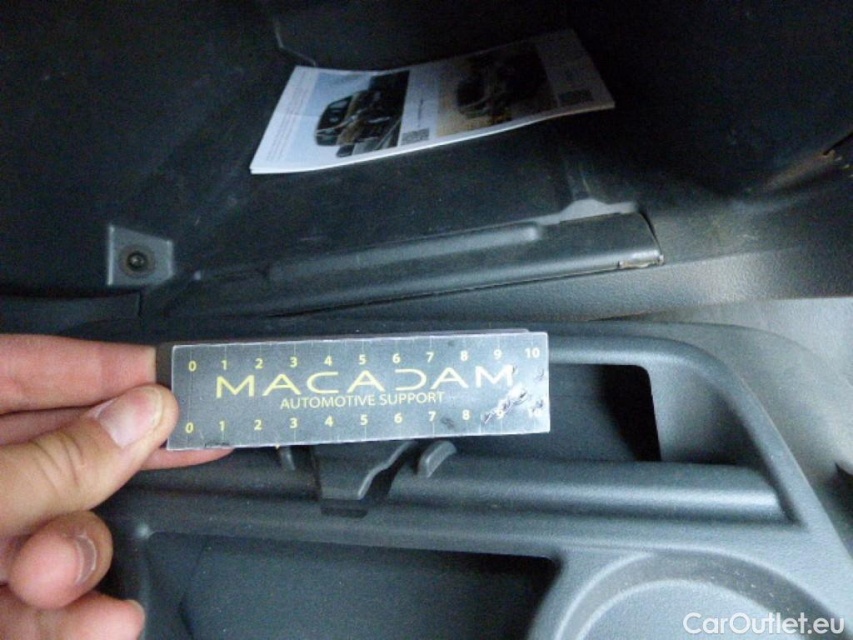 0 1 2 3 4 5 6 7 8 9 10
MACADAM
AUTOMOTIVE SUPPORT
0 1 2 3 4 5 6 7 8
CarOutlet.eu